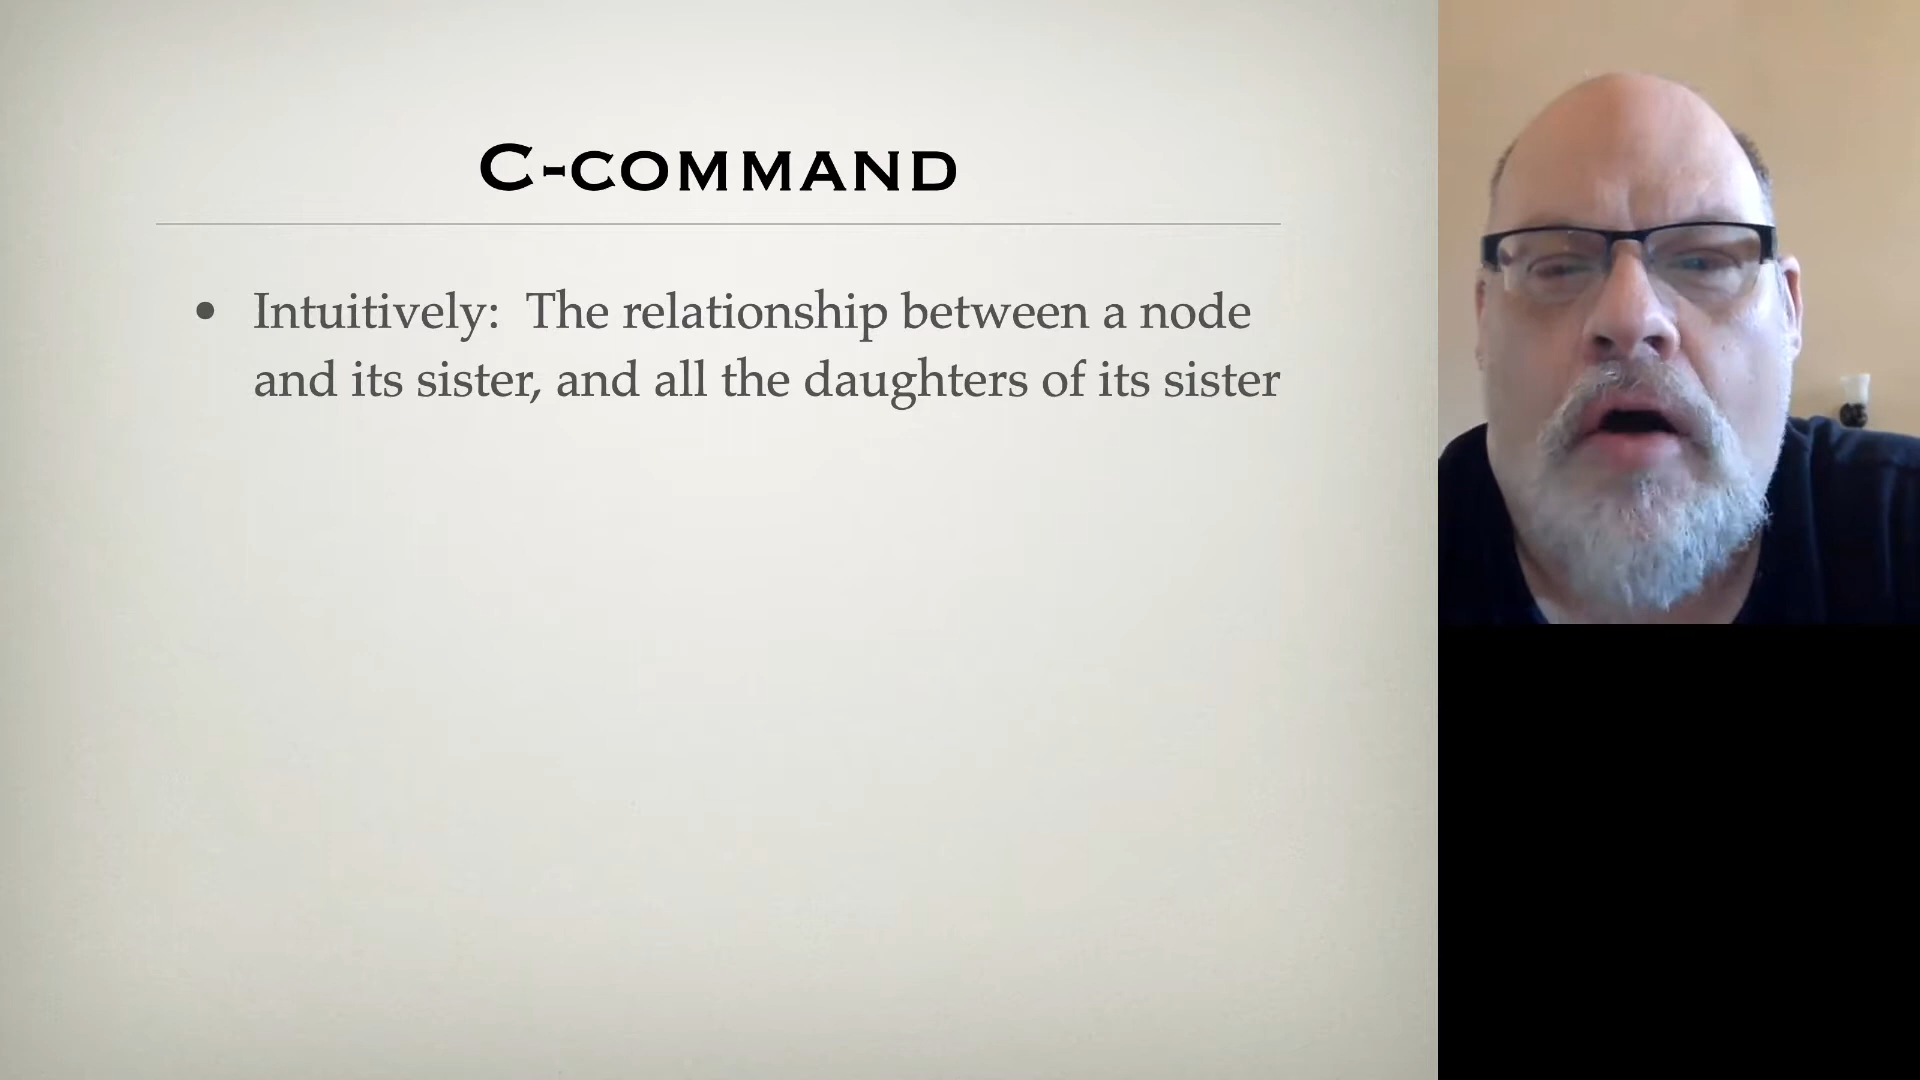 C-COMMAND
• Intuitively:  The relationship between a node
and its sister, and all the daughters of its sister